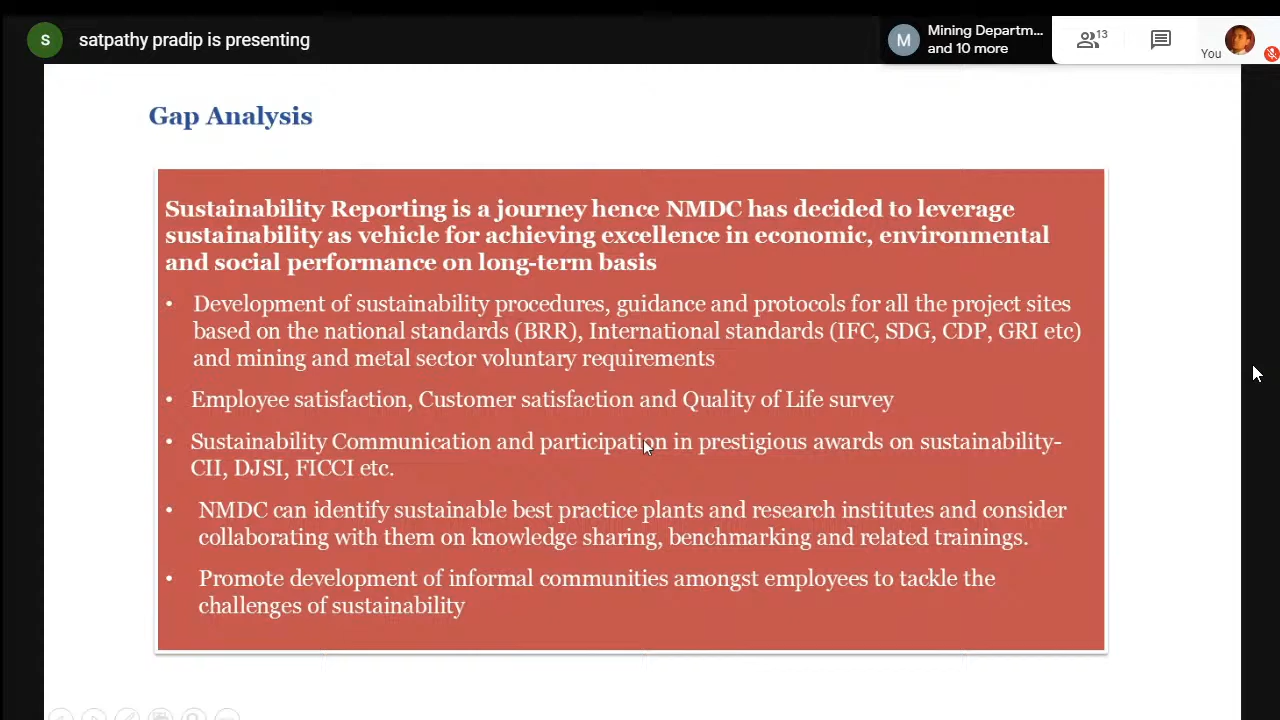 S
satpathy pradip is presenting
M
Mining Departm...
and 10 more
13
You
Gap Analysis
Sustainability Reporting is a journey hence NMDC has decided to leverage
sustainability as vehicle for achieving excellence in economic, environmental
and social performance on long-term basis
• Development of sustainability procedures, guidance and protocols for all the project sites
based on the national standards (BRR), International standards (IFC, SDG, CDP, GRI etc)
and mining and metal sector voluntary requirements
• Employee satisfaction, Customer satisfaction and Quality of Life survey
• Sustainability Communication and participation in prestigious awards on sustainability-
CII, DJSI, FICCI etc.
• NMDC can identify sustainable best practice plants and research institutes and consider
collaborating with them on knowledge sharing, benchmarking and related trainings.
• Promote development of informal communities amongst employees to tackle the
challenges of sustainability